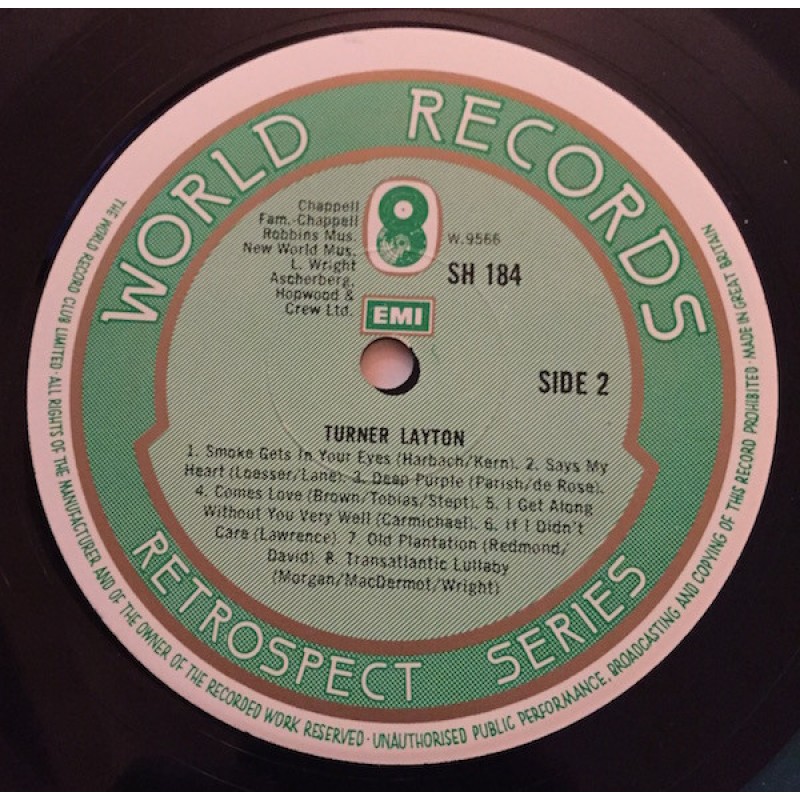 WORLD RECORDS
Chappell
Fam.-Chappell
Robbins Mus.
New World Mus.
L. Wright
Ascherberg,
Hopwood &
Crew Ltd.
W.9566
SH 184
EMI
SIDE 2
TURNER LAYTON
1. Smoke Gets In Your Eyes (Harbach/Kern). 2. Says My
Heart (Loesser/Lane). 3. Deep Purple (Parish/de Rose).
4. Comes Love (Brown/Tobias/Stept). 5. I Get Along
Without You Very Well (Carmichael). 6. If I Didn't
Care (Lawrence). 7. Old Plantation (Redmond/
David). 8. Transatlantic Lullaby
(Morgan/MacDermot/Wright)
RETROSPECT SERIES
THE WORLD RECORD CLUB LIMITED · ALL RIGHTS OF THE MANUFACTURER AND OF THE OWNER OF THE RECORDED WORK RESERVED · UNAUTHORISED PUBLIC PERFORMANCE, BROADCASTING AND COPYING OF THIS RECORD PROHIBITED · MADE IN GREAT BRITAIN